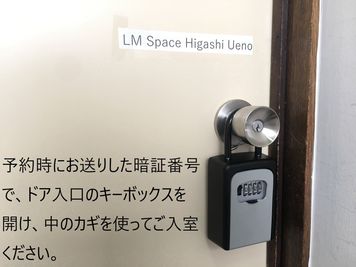 LM Space Higashi Ueno
予約時にお送りした暗証番号
で、ドア入口のキーボックスを
開け、中のカギを使ってご入室
ください。